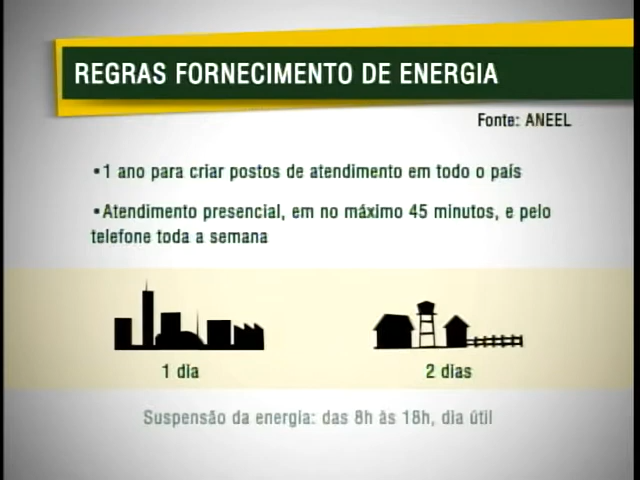 REGRAS FORNECIMENTO DE ENERGIA
Fonte: ANEEL
•1 ano para criar postos de atendimento em todo o país
•Atendimento presencial, em no máximo 45 minutos, e pelo
telefone toda a semana
1 dia
2 dias
Suspensão da energia: das 8h às 18h, dia útil